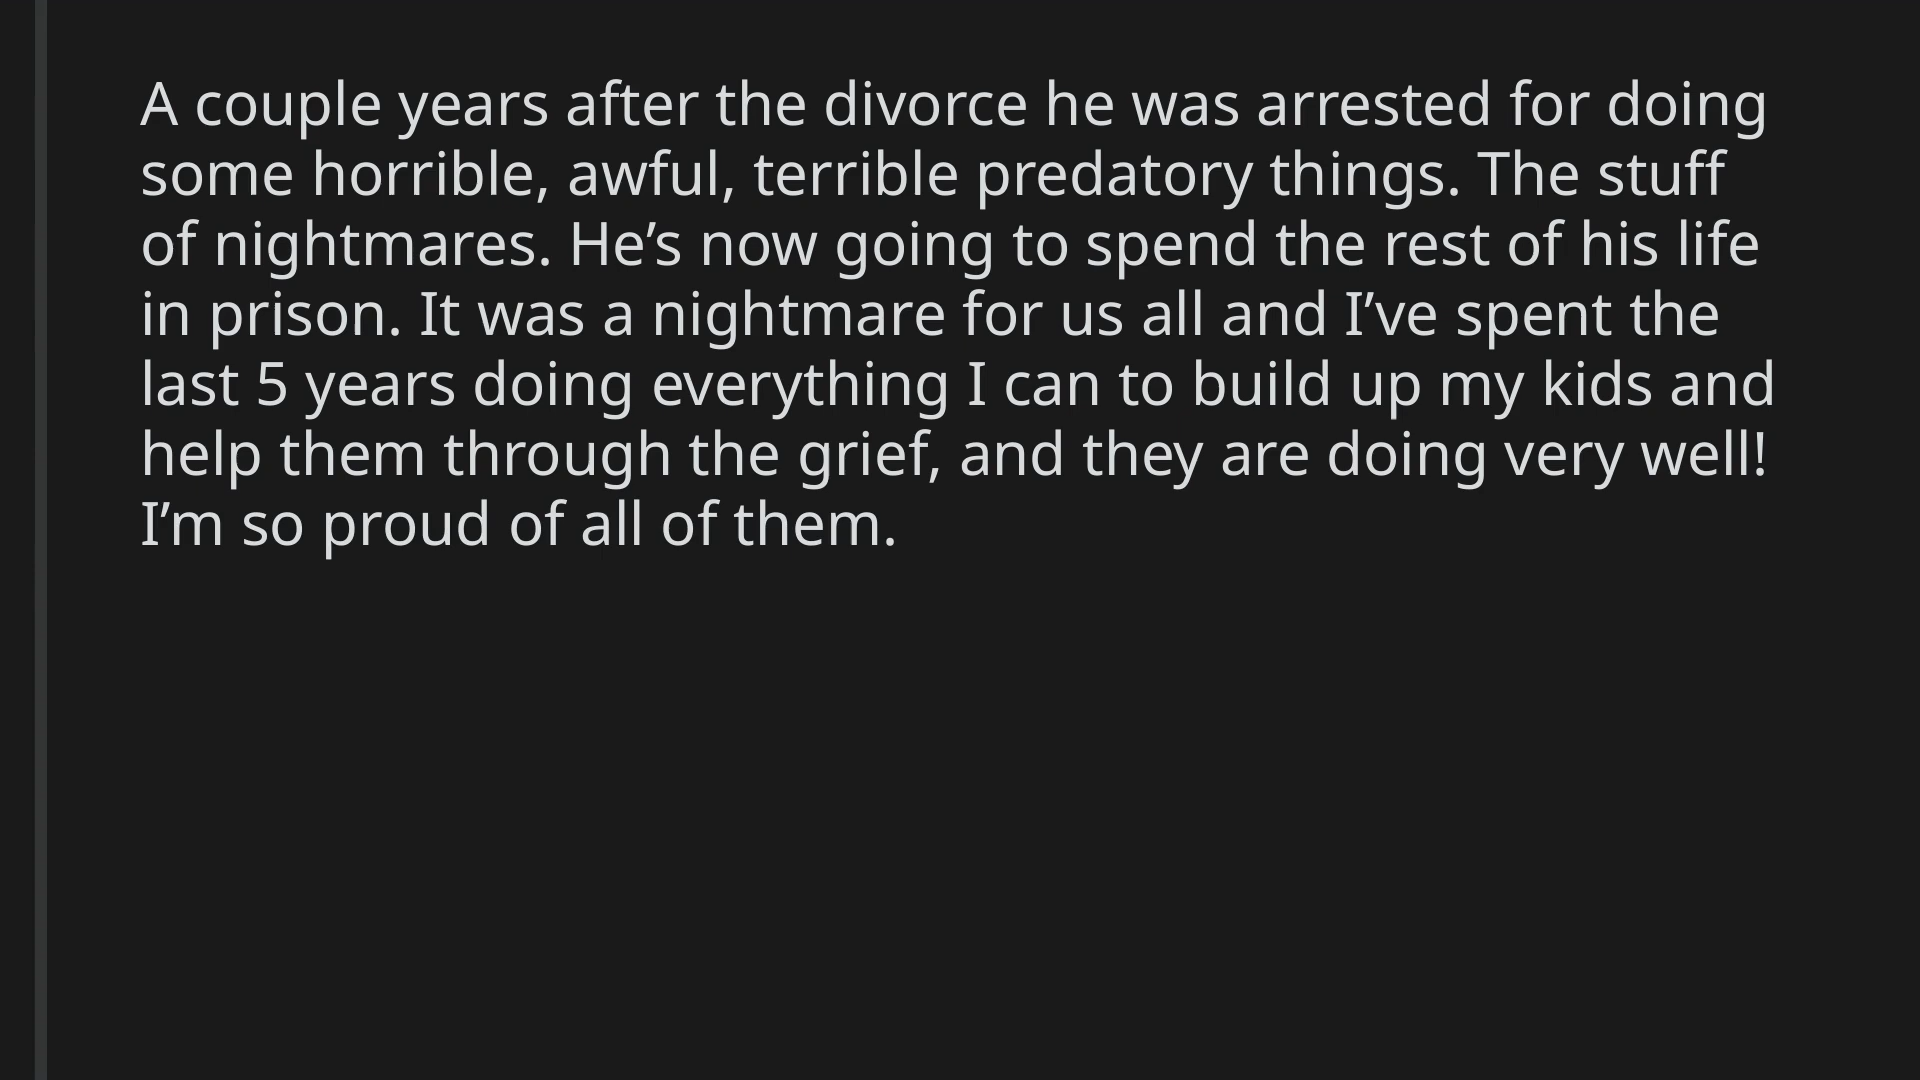 A couple years after the divorce he was arrested for doing
some horrible, awful, terrible predatory things. The stuff
of nightmares. He’s now going to spend the rest of his life
in prison. It was a nightmare for us all and I’ve spent the
last 5 years doing everything I can to build up my kids and
help them through the grief, and they are doing very well!
I’m so proud of all of them.